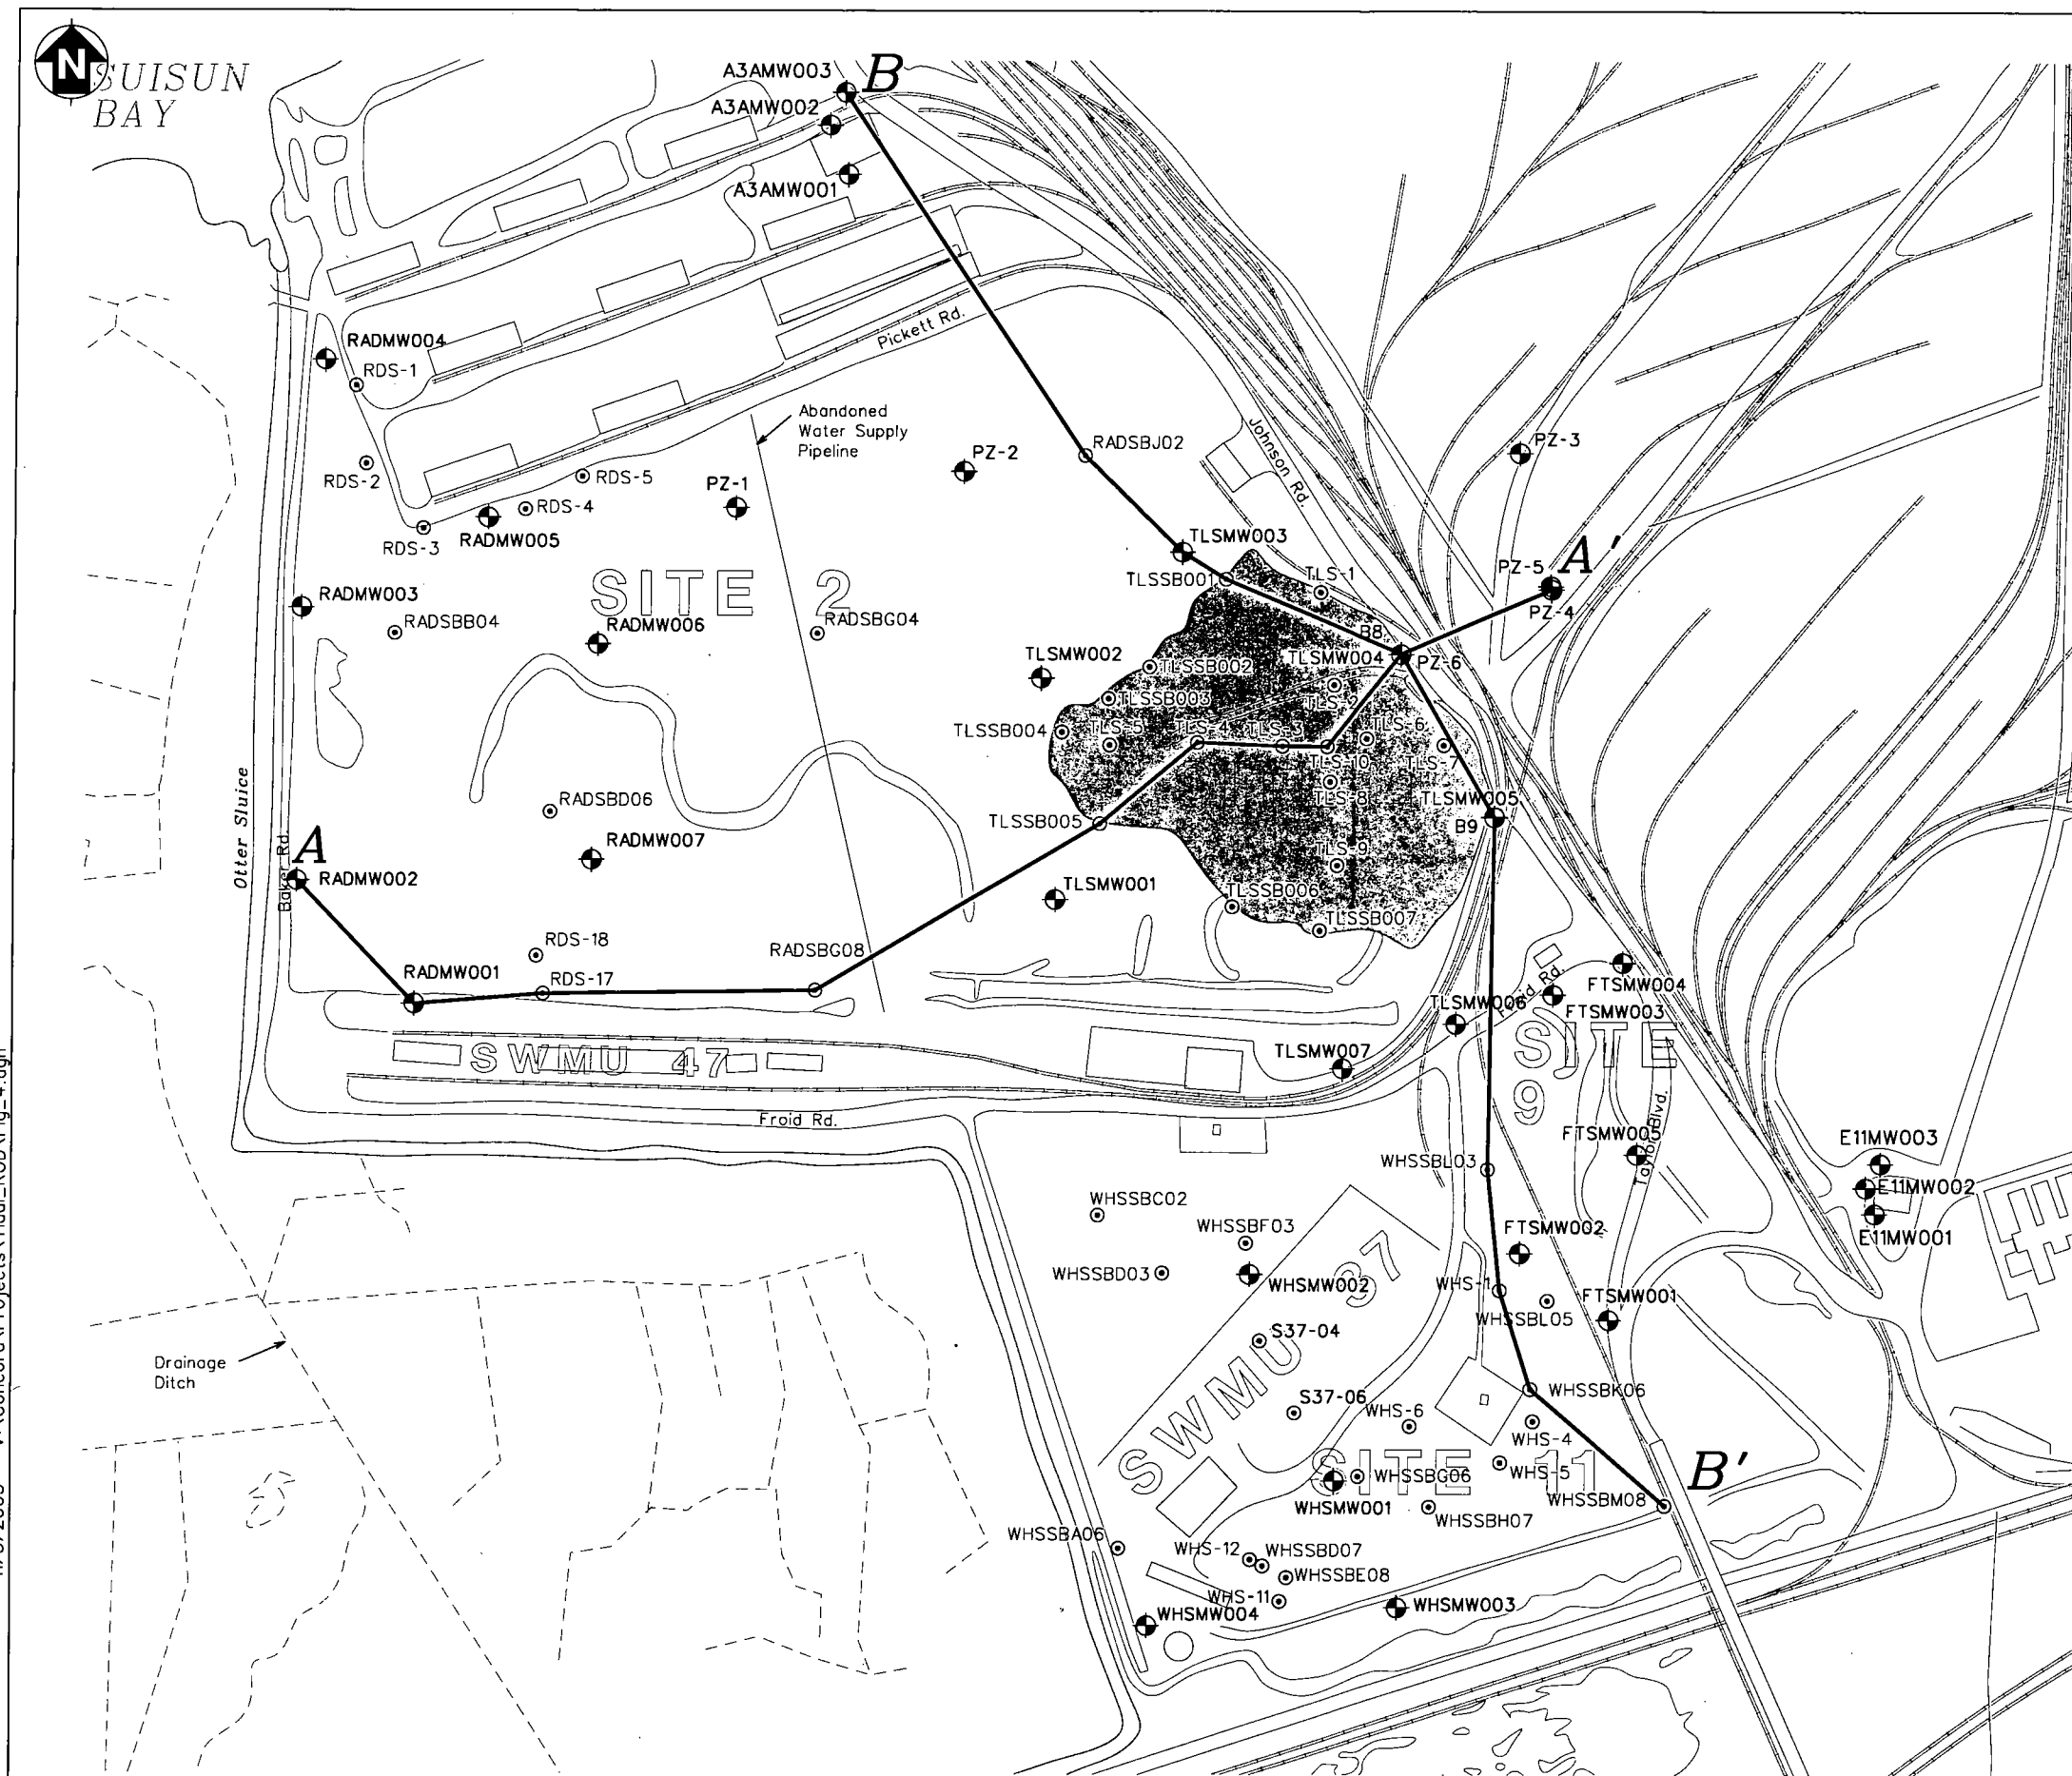 N
SUISUN
BAY
A3AMW003
B
A3AMW002
A3AMW001
Pickett Rd.
RADMW004
RDS-1
Abandoned
Water Supply
Pipeline
RADSBJ02
Johnson Rd.
PZ-3
PZ-2
RDS-2
RDS-5
PZ-1
RDS-4
RDS-3
RADMW005
TLSMW003
A'
PZ-5
TLSSB001
TLS-1
PZ-4
SITE 2
RADMW003
RADSBB04
RADMW006
RADSBG04
B8
TLSMW004
PZ-6
TLSMW002
TLSSB002
TLSSB003
TLS-2
TLSSB004
TLS-5
TLS-4
TLS-3
TLS-6
TLS-10
TLS-7
TLS-8
Otter Sluice
RADSBD06
TLSMW005
TLSSB005
B9
A
Baker Rd.
RADMW002
RADMW007
TLS-9
TLSMW001
TLSSB006
TLSSB007
RDS-18
RADMW001
RADSBG08
RDS-17
Froid Rd.
FTSMW004
TLSMW006
FTSMW003
SITE
9
SWMU 47
TLSMW007
Froid Rd.
FTSMW005
Taylor Blvd.
E11MW003
WHSSBL03
E11MW002
E11MW001
WHSSBC02
WHSSBF03
FTSMW002
WHSSBD03
WHSMW002
WHS-1
FTSMW001
WHSSBL05
SWMU 37
S37-04
Drainage
Ditch
WHSSBK06
S37-06
WHS-6
WHS-4
SITE 11
WHSSBG06
WHS-5
B'
WHSMW001
WHSSBH07
WHSSBM08
WHSSBA06
WHS-12
WHSSBD07
WHSSBE08
WHS-11
WHSMW004
WHSMW003